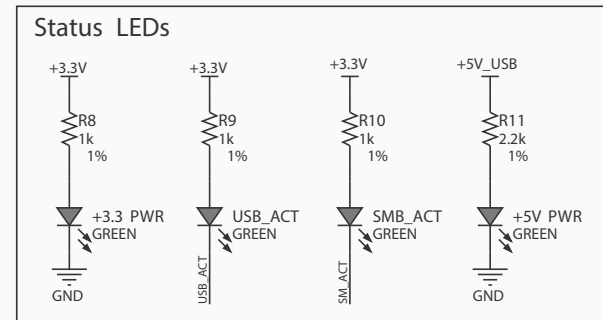 Status LEDs
+3.3V
R8
1k
1%
+3.3 PWR
GREEN
GND
+3.3V
R9
1k
1%
USB_ACT
GREEN
USB_ACT
+3.3V
R10
1k
1%
SMB_ACT
GREEN
SM_ACT
+5V_USB
R11
2.2k
1%
+5V PWR
GREEN
GND